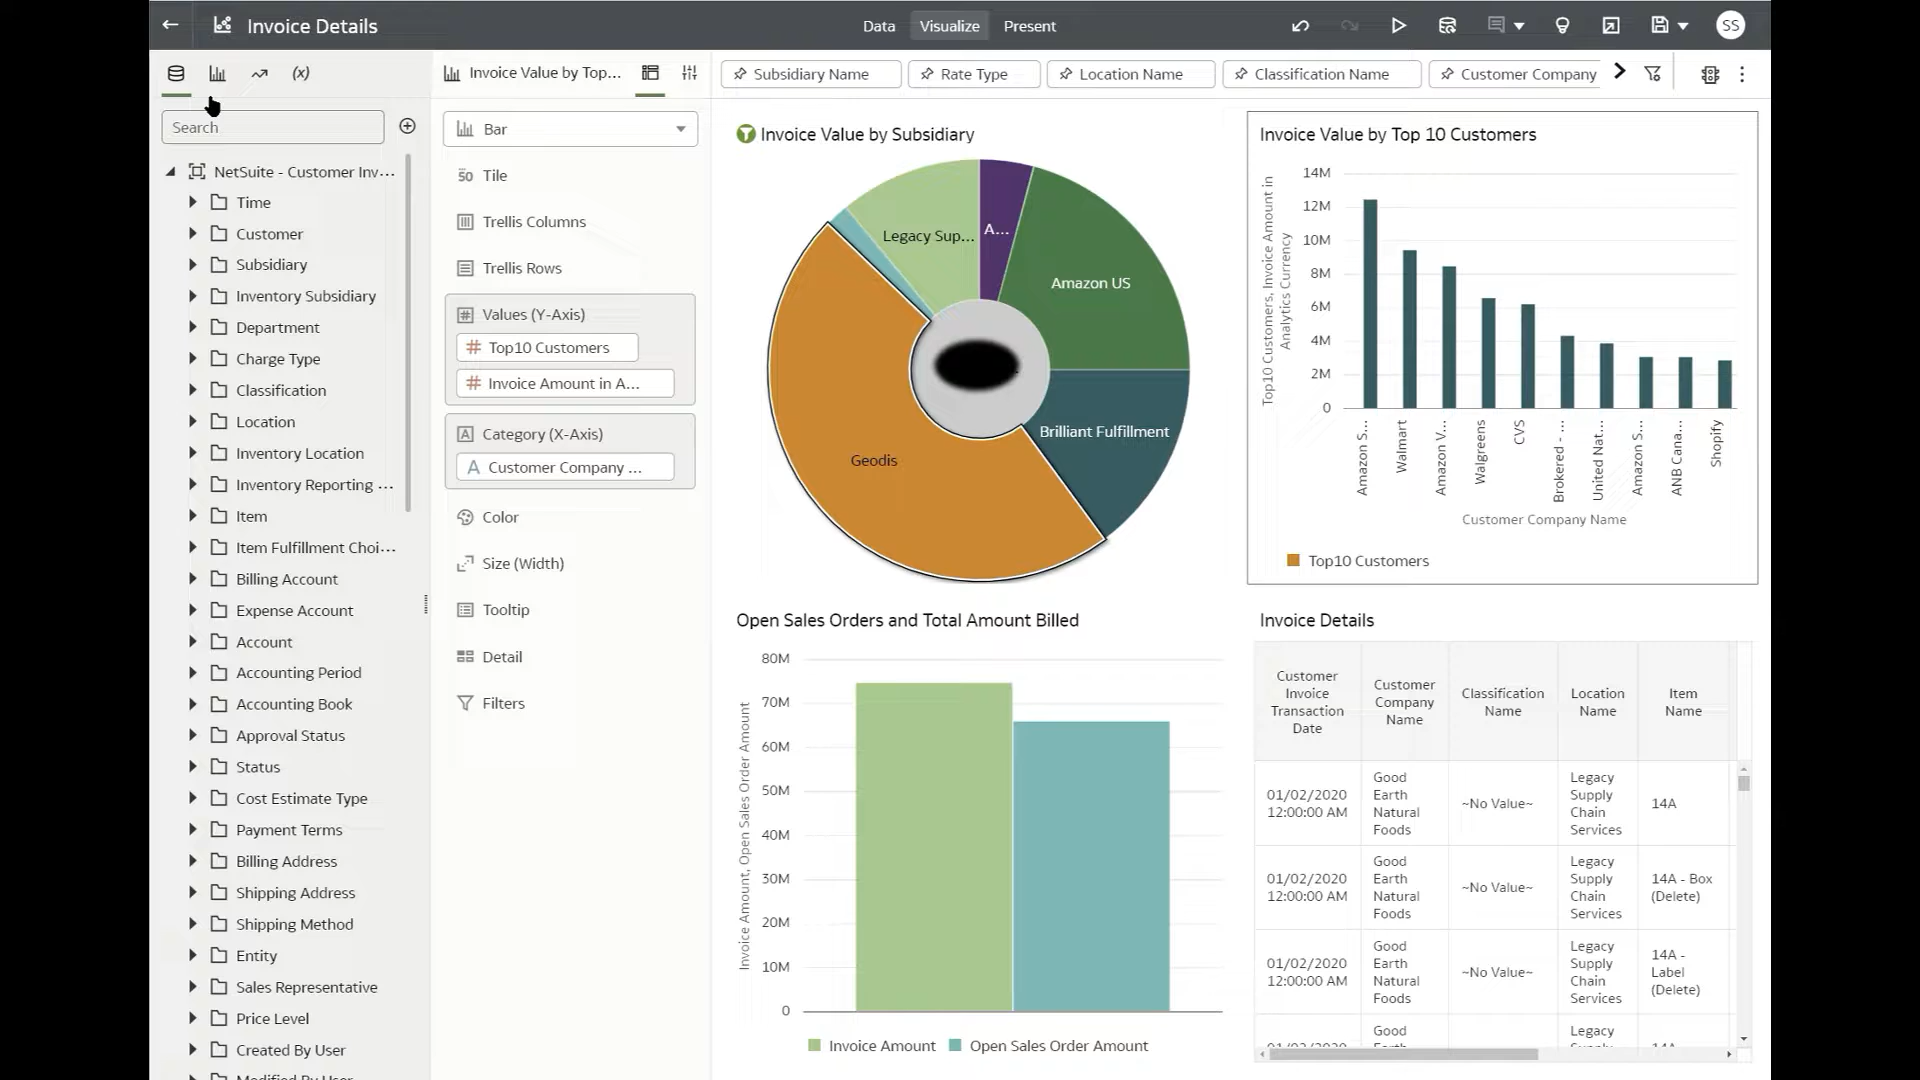 Invoice Details
Data
Visualize
Present
SS
(x)
Invoice Value by Top...
Subsidiary Name
Rate Type
Location Name
Classification Name
Customer Company
Search
NetSuite - Customer Inv...
Time
Customer
Subsidiary
Inventory Subsidiary
Department
Charge Type
Classification
Location
Inventory Location
Inventory Reporting ...
Item
Item Fulfillment Choi...
Billing Account
Expense Account
Account
Accounting Period
Accounting Book
Approval Status
Status
Cost Estimate Type
Payment Terms
Billing Address
Shipping Address
Shipping Method
Entity
Sales Representative
Price Level
Created By User
Modified By User
Bar
50 Tile
Trellis Columns
Trellis Rows
Values (Y-Axis)
# Top10 Customers
# Invoice Amount in A...
Category (X-Axis)
A Customer Company ...
Color
Size (Width)
Tooltip
Detail
Filters
Invoice Value by Subsidiary
Legacy Sup...
A...
Amazon US
Brilliant Fulfillment
Geodis
Invoice Value by Top 10 Customers
Top10 Customers, Invoice Amount in
Analytics Currency
14M
12M
10M
8M
6M
4M
2M
0
Amazon S...
Walmart
Amazon V...
Walgreens
CVS
Brokered - ...
United Nat...
Amazon S...
ANB Cana...
Shopify
Customer Company Name
Top10 Customers
Open Sales Orders and Total Amount Billed
Invoice Amount, Open Sales Order Amount
80M
70M
60M
50M
40M
30M
20M
10M
0
Invoice Amount
Open Sales Order Amount
Invoice Details
Customer
Invoice
Transaction
Date
Customer
Company
Name
Classification
Name
Location
Name
Item
Name
01/02/2020
12:00:00 AM
Good
Earth
Natural
Foods
~No Value~
Legacy
Supply
Chain
Services
14A
01/02/2020
12:00:00 AM
Good
Earth
Natural
Foods
~No Value~
Legacy
Supply
Chain
Services
14A - Box
(Delete)
01/02/2020
12:00:00 AM
Good
Earth
Natural
Foods
~No Value~
Legacy
Supply
Chain
Services
14A -
Label
(Delete)
Good
Legacy